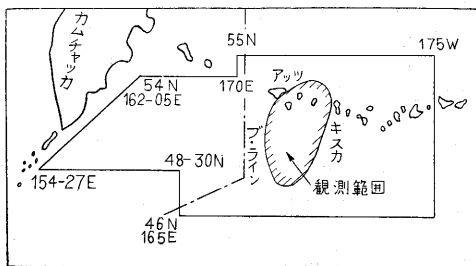 カムチャッカ
55N
175W
アッツ
54N
162-05E
170E
ブ・ライン
キスカ
48-30N
154-27E
観測範囲
46N
165E